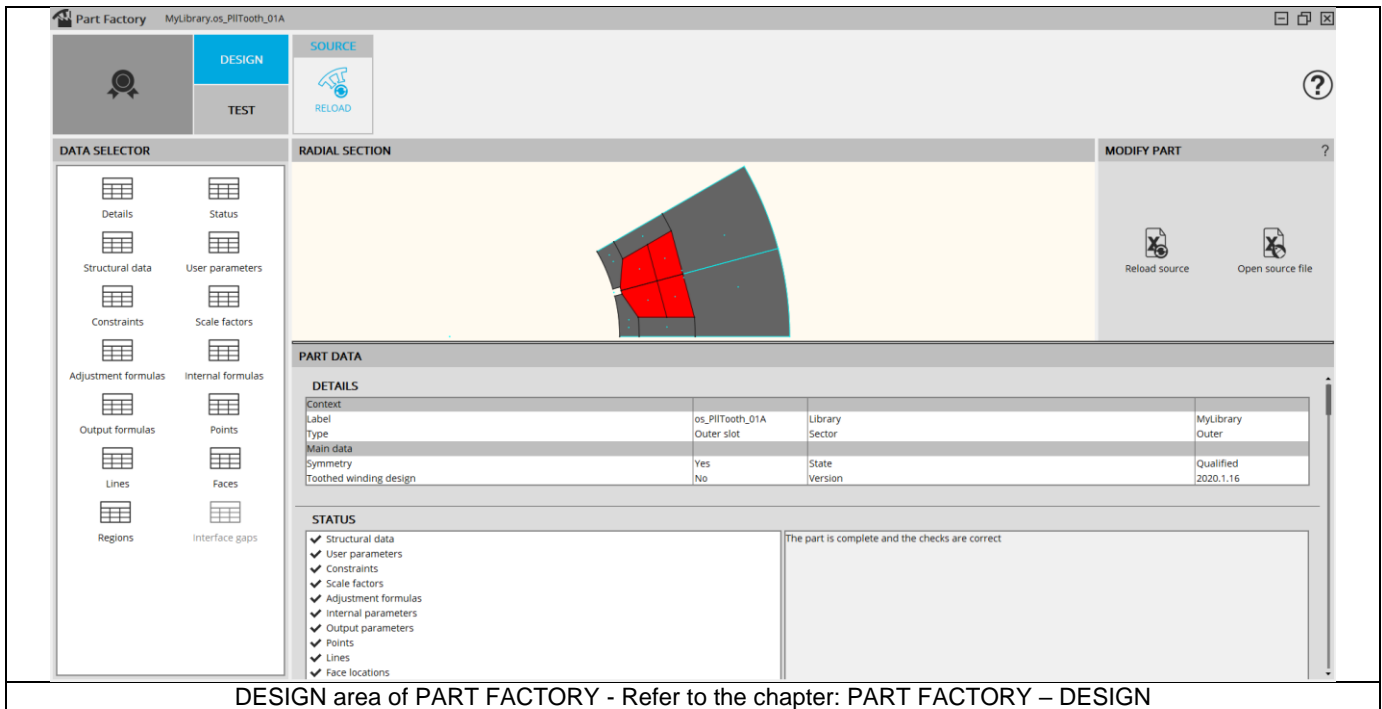 Part Factory MyLibrary.os_PllTooth_01A
DESIGN
TEST
SOURCE
RELOAD
?
DATA SELECTOR
Details Status
Structural data User parameters
Constraints Scale factors
Adjustment formulas Internal formulas
Output formulas Points
Lines Faces
Regions Interface gaps
RADIAL SECTION
MODIFY PART ?
Reload source Open source file
PART DATA
DETAILS
Context
Label os_PllTooth_01A Library MyLibrary
Type Outer slot Sector Outer
Main data
Symmetry Yes State Qualified
Toothed winding design No Version 2020.1.16
STATUS
Structural data
User parameters
Constraints
Scale factors
Adjustment formulas
Internal parameters
Output parameters
Points
Lines
Face locations
The part is complete and the checks are correct
DESIGN area of PART FACTORY - Refer to the chapter: PART FACTORY – DESIGN